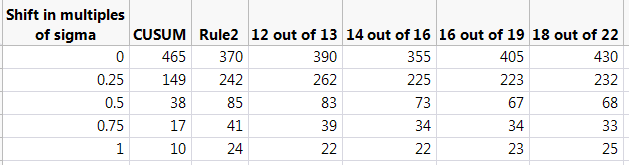 Shift in multiples
of sigma CUSUM Rule2 12 out of 13 14 out of 16 16 out of 19 18 out of 22
0 465 370 390 355 405 430
0.25 149 242 262 225 223 232
0.5 38 85 83 73 67 68
0.75 17 41 39 34 34 33
1 10 24 22 22 23 25